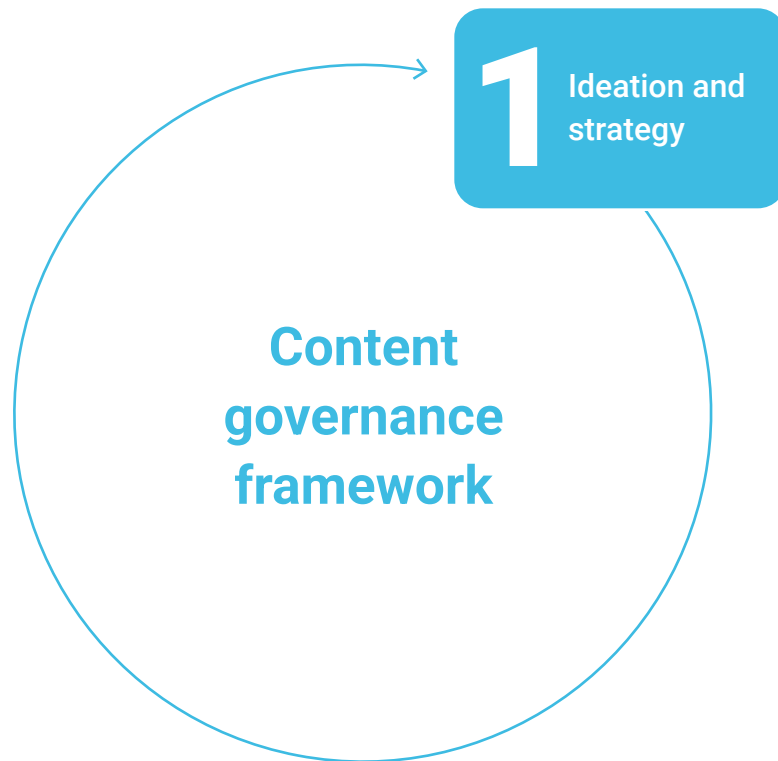 1
Ideation and
strategy
Content
governance
framework